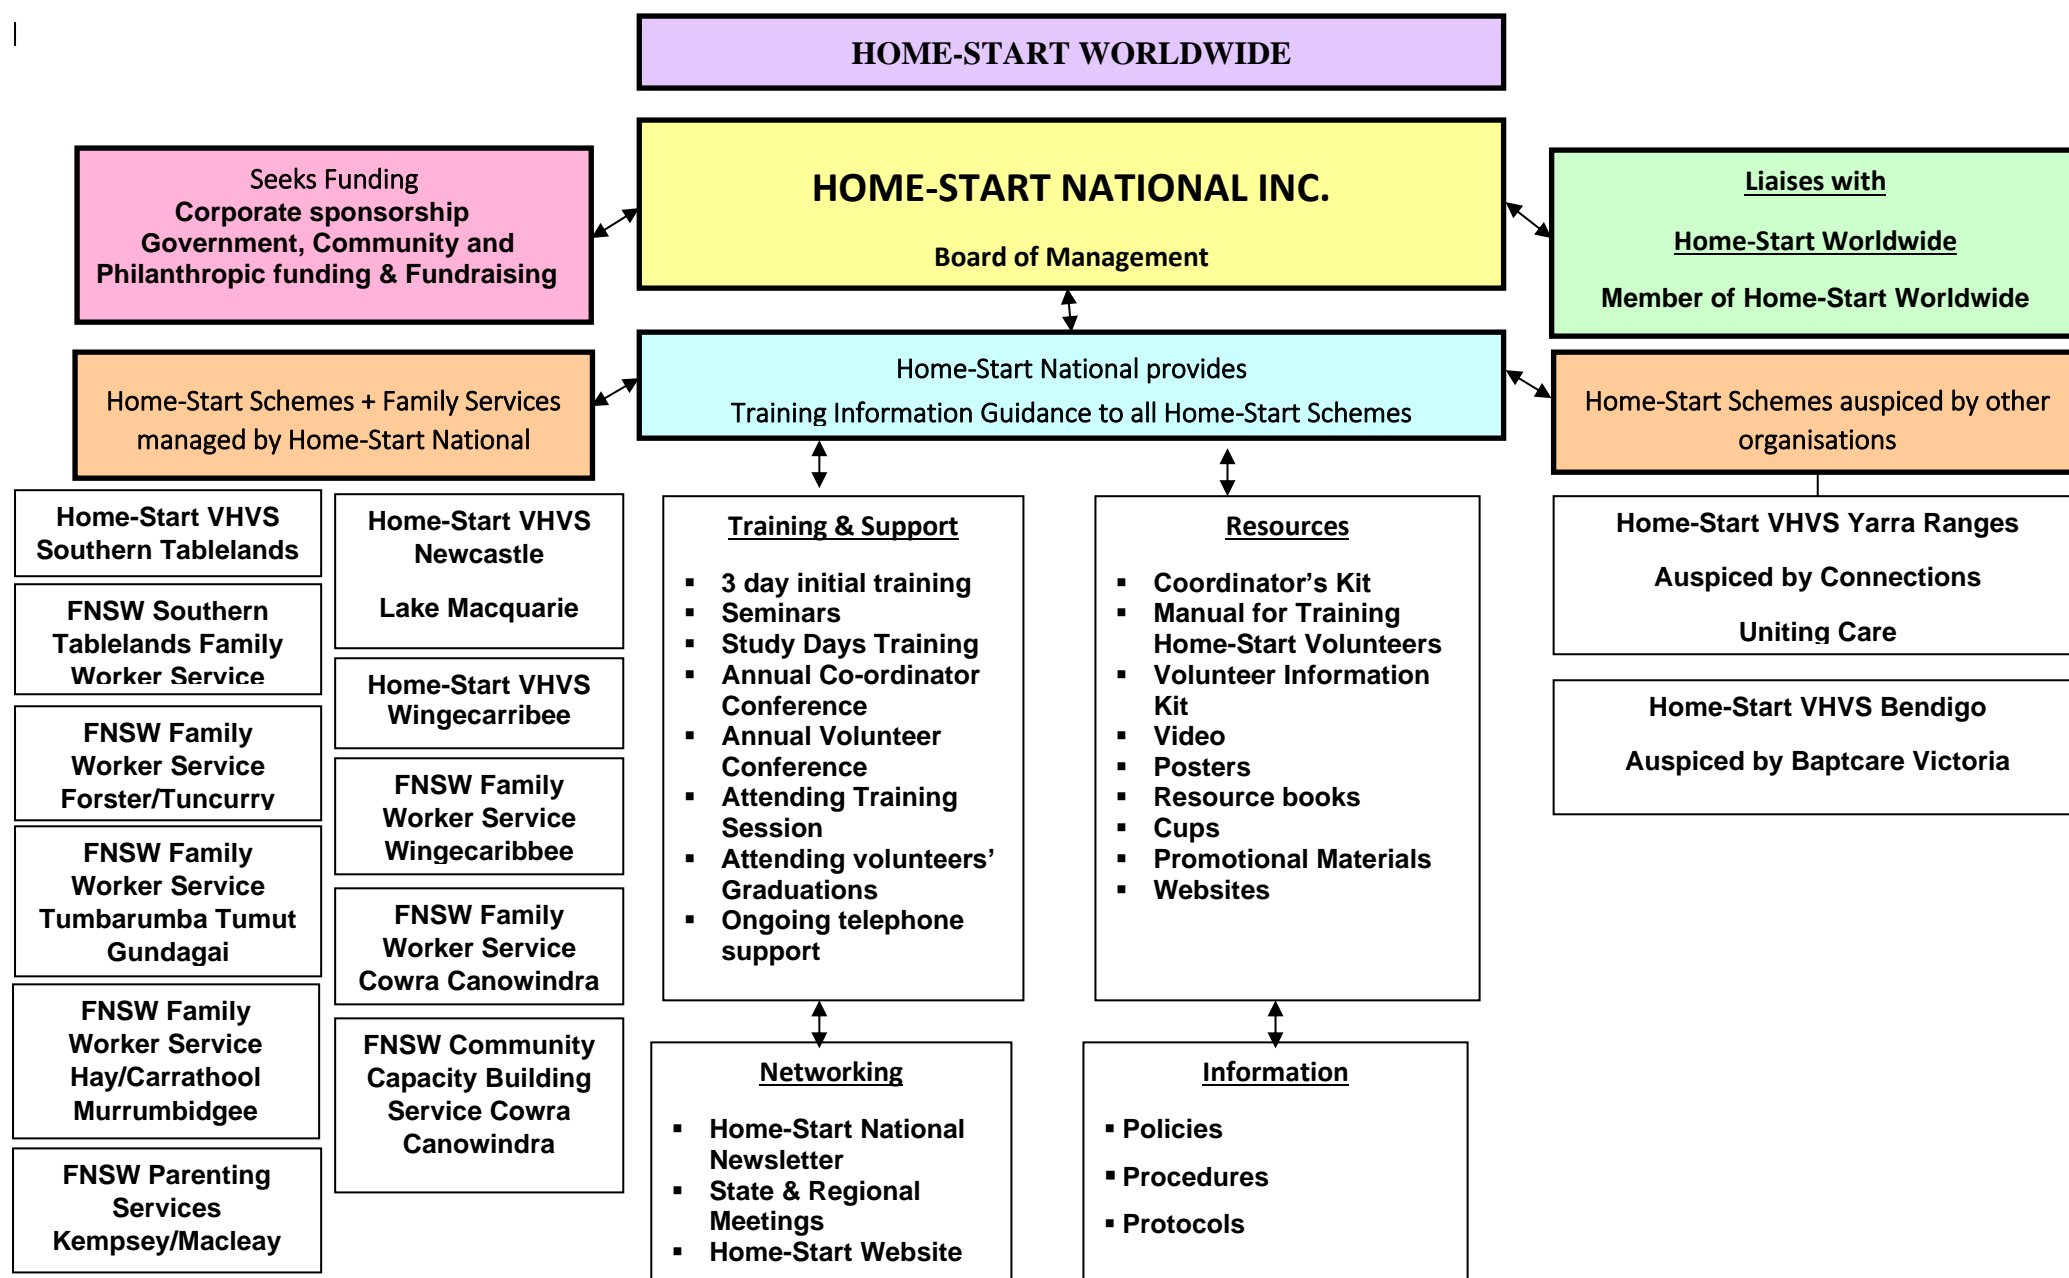 HOME-START WORLDWIDE
Seeks Funding
Corporate sponsorship
Government, Community and
Philanthropic funding & Fundraising
HOME-START NATIONAL INC.
Board of Management
Liaises with
Home-Start Worldwide
Member of Home-Start Worldwide
Home-Start Schemes + Family Services
managed by Home-Start National
Home-Start National provides
Training Information Guidance to all Home-Start Schemes
Home-Start Schemes auspiced by other
organisations
Home-Start VHVS
Southern Tablelands
FNSW Southern
Tablelands Family
Worker Service
FNSW Family
Worker Service
Forster/Tuncurry
FNSW Family
Worker Service
Tumbarumba Tumut
Gundagai
FNSW Family
Worker Service
Hay/Carrathool
Murrumbidgee
FNSW Parenting
Services
Kempsey/Macleay
Home-Start VHVS
Newcastle
Lake Macquarie
Home-Start VHVS
Wingecarribee
FNSW Family
Worker Service
Wingecaribbee
FNSW Family
Worker Service
Cowra Canowindra
FNSW Community
Capacity Building
Service Cowra
Canowindra
Training & Support
▪ 3 day initial training
▪ Seminars
▪ Study Days Training
▪ Annual Co-ordinator
Conference
▪ Annual Volunteer
Conference
▪ Attending Training
Session
▪ Attending volunteers’
Graduations
▪ Ongoing telephone
support
Networking
▪ Home-Start National
Newsletter
▪ State & Regional
Meetings
▪ Home-Start Website
Resources
▪ Coordinator’s Kit
▪ Manual for Training
Home-Start Volunteers
▪ Volunteer Information
Kit
▪ Video
▪ Posters
▪ Resource books
▪ Cups
▪ Promotional Materials
▪ Websites
Information
▪ Policies
▪ Procedures
▪ Protocols
Home-Start VHVS Yarra Ranges
Auspiced by Connections
Uniting Care
Home-Start VHVS Bendigo
Auspiced by Baptcare Victoria